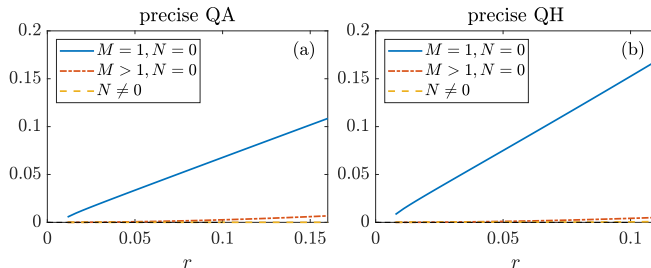 precise QA
precise QH
0.2
0.15
0.1
0.05
0
M = 1, N = 0
M > 1, N = 0
N ≠ 0
(a)
0 0.05 0.1 0.15
r
0.2
0.15
0.1
0.05
0
M = 1, N = 0
M > 1, N = 0
N ≠ 0
(b)
0 0.05 0.1
r